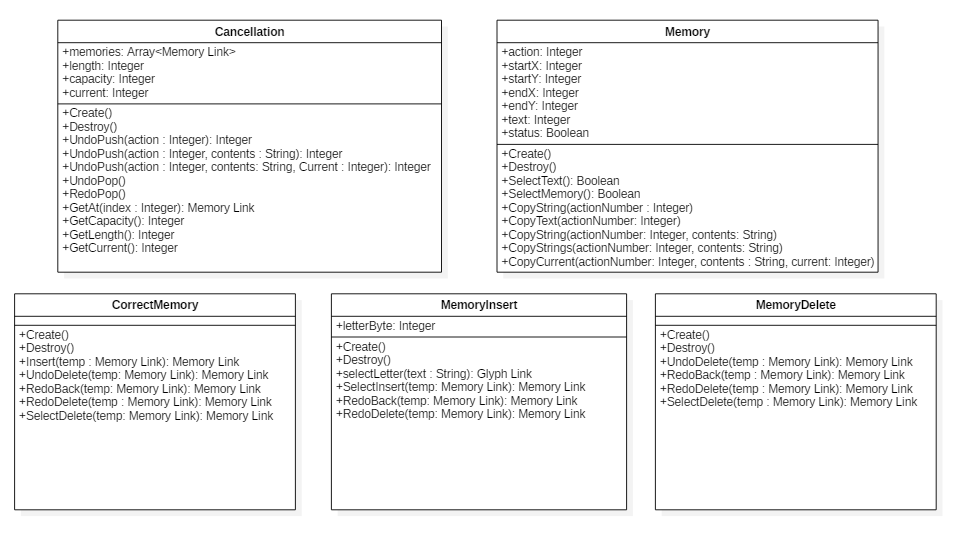 Cancellation
+memories: Array<Memory Link>
+length: Integer
+capacity: Integer
+current: Integer
+Create()
+Destroy()
+UndoPush(action : Integer): Integer
+UndoPush(action : Integer, contents : String): Integer
+UndoPush(action : Integer, contents: String, Current : Integer): Integer
+UndoPop()
+RedoPop()
+GetAt(index : Integer): Memory Link
+GetCapacity(): Integer
+GetLength(): Integer
+GetCurrent(): Integer
Memory
+action: Integer
+startX: Integer
+startY: Integer
+endX: Integer
+endY: Integer
+text: Integer
+status: Boolean
+Create()
+Destroy()
+SelectText(): Boolean
+SelectMemory(): Boolean
+CopyString(actionNumber : Integer)
+CopyText(actionNumber: Integer)
+CopyString(actionNumber: Integer, contents: String)
+CopyStrings(actionNumber: Integer, contents: String)
+CopyCurrent(actionNumber: Integer, contents : String, current: Integer)
CorrectMemory
+Create()
+Destroy()
+Insert(temp : Memory Link): Memory Link
+UndoDelete(temp: Memory Link): Memory Link
+RedoBack(temp: Memory Link): Memory Link
+RedoDelete(temp : Memory Link): Memory Link
+SelectDelete(temp: Memory Link): Memory Link
MemoryInsert
+letterByte: Integer
+Create()
+Destroy()
+selectLetter(text : String): Glyph Link
+SelectInsert(temp: Memory Link): Memory Link
+RedoBack(temp: Memory Link): Memory Link
+RedoDelete(temp: Memory Link): Memory Link
MemoryDelete
+Create()
+Destroy()
+UndoDelete(temp : Memory Link): Memory Link
+RedoBack(temp : Memory Link): Memory Link
+RedoDelete(temp : Memory Link): Memory Link
+SelectDelete(temp : Memory Link): Memory Link